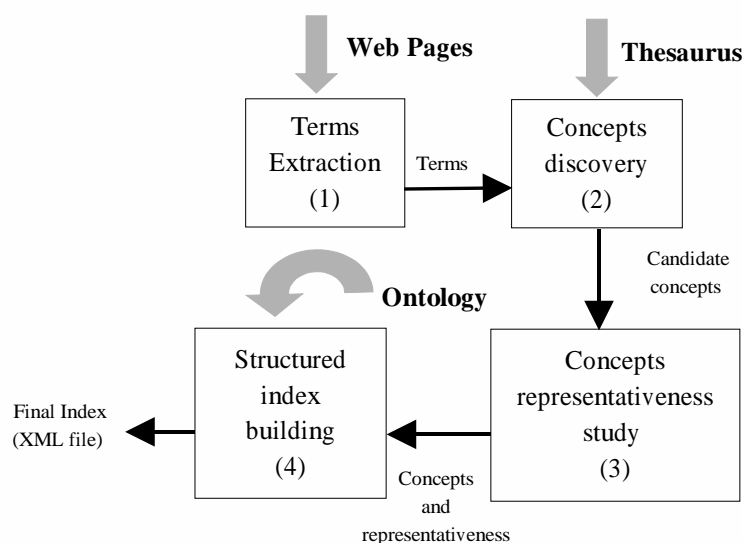 Web Pages
Thesaurus
Terms
Extraction
(1)
Terms
Concepts
discovery
(2)
Candidate
concepts
Ontology
Structured
index
building
(4)
Concepts
representativeness
study
(3)
Final Index
(XML file)
Concepts
and
representativeness